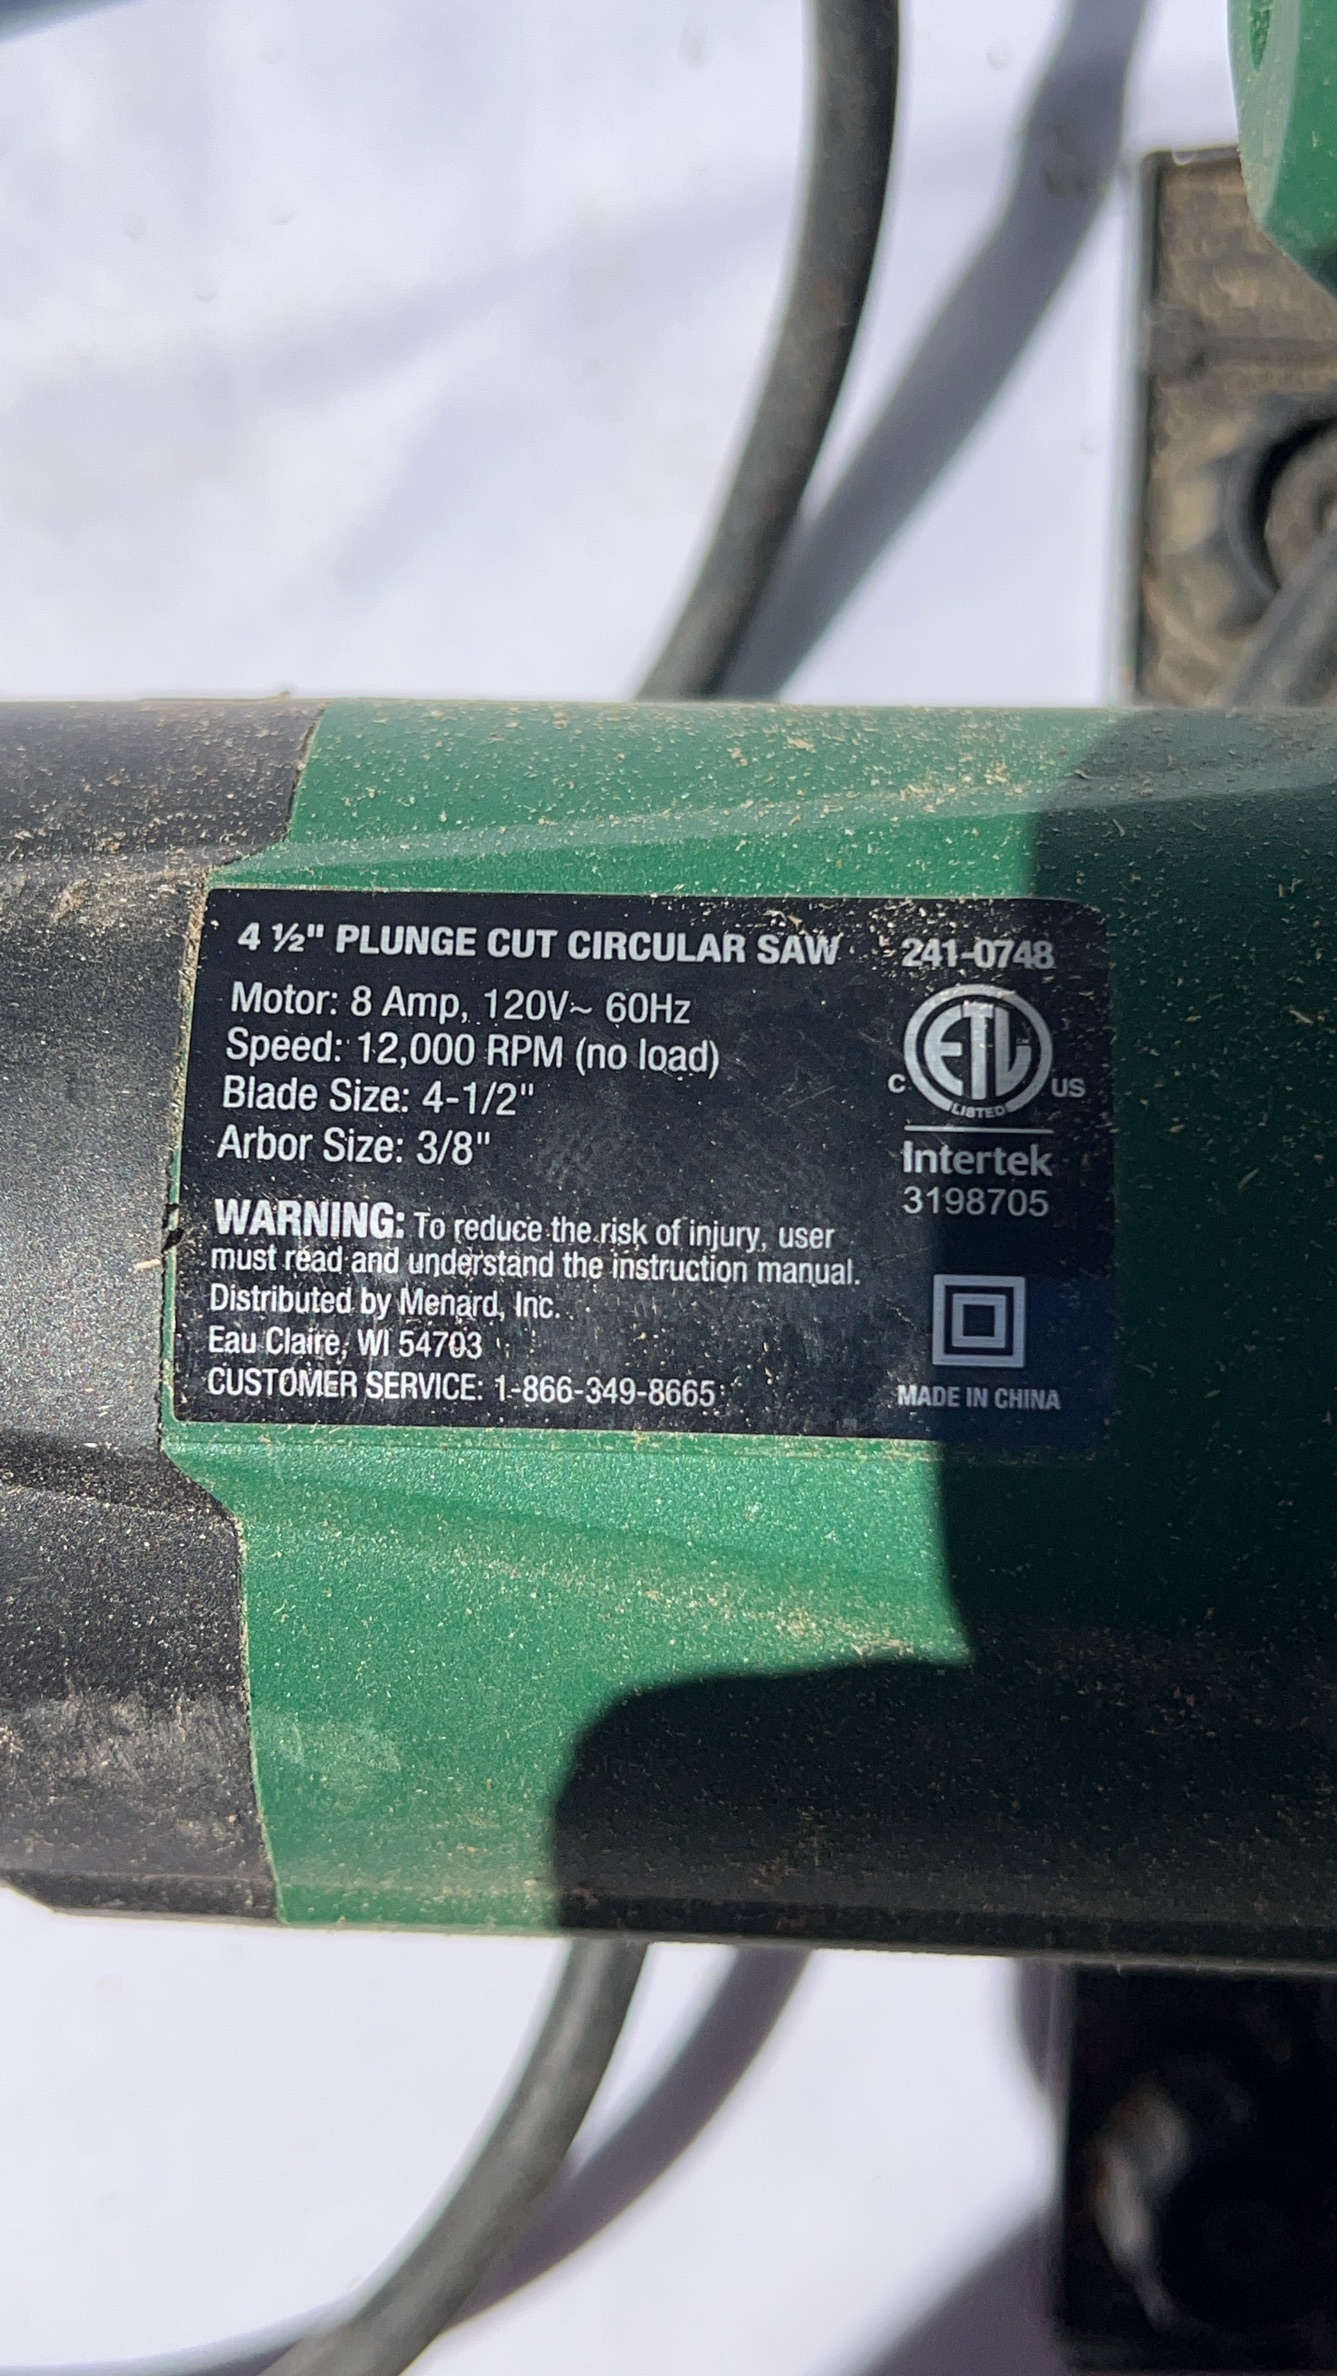 4 ½" PLUNGE CUT CIRCULAR SAW 241-0748
Motor: 8 Amp, 120V~ 60Hz
Speed: 12,000 RPM (no load)
Blade Size: 4-1/2"
Arbor Size: 3/8"
ETL
C US
LISTED
Intertek
3198705
WARNING: To reduce the risk of injury, user
must read and understand the instruction manual.
Distributed by Menard, Inc.
Eau Claire, WI 54703
CUSTOMER SERVICE: 1-866-349-8665
MADE IN CHINA